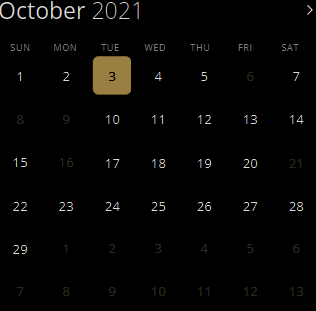 October 2021
SUN MON TUE WED THU FRI SAT
1 2 3 4 5 6 7
8 9 10 11 12 13 14
15 16 17 18 19 20 21
22 23 24 25 26 27 28
29 1 2 3 4 5 6
7 8 9 10 11 12 13